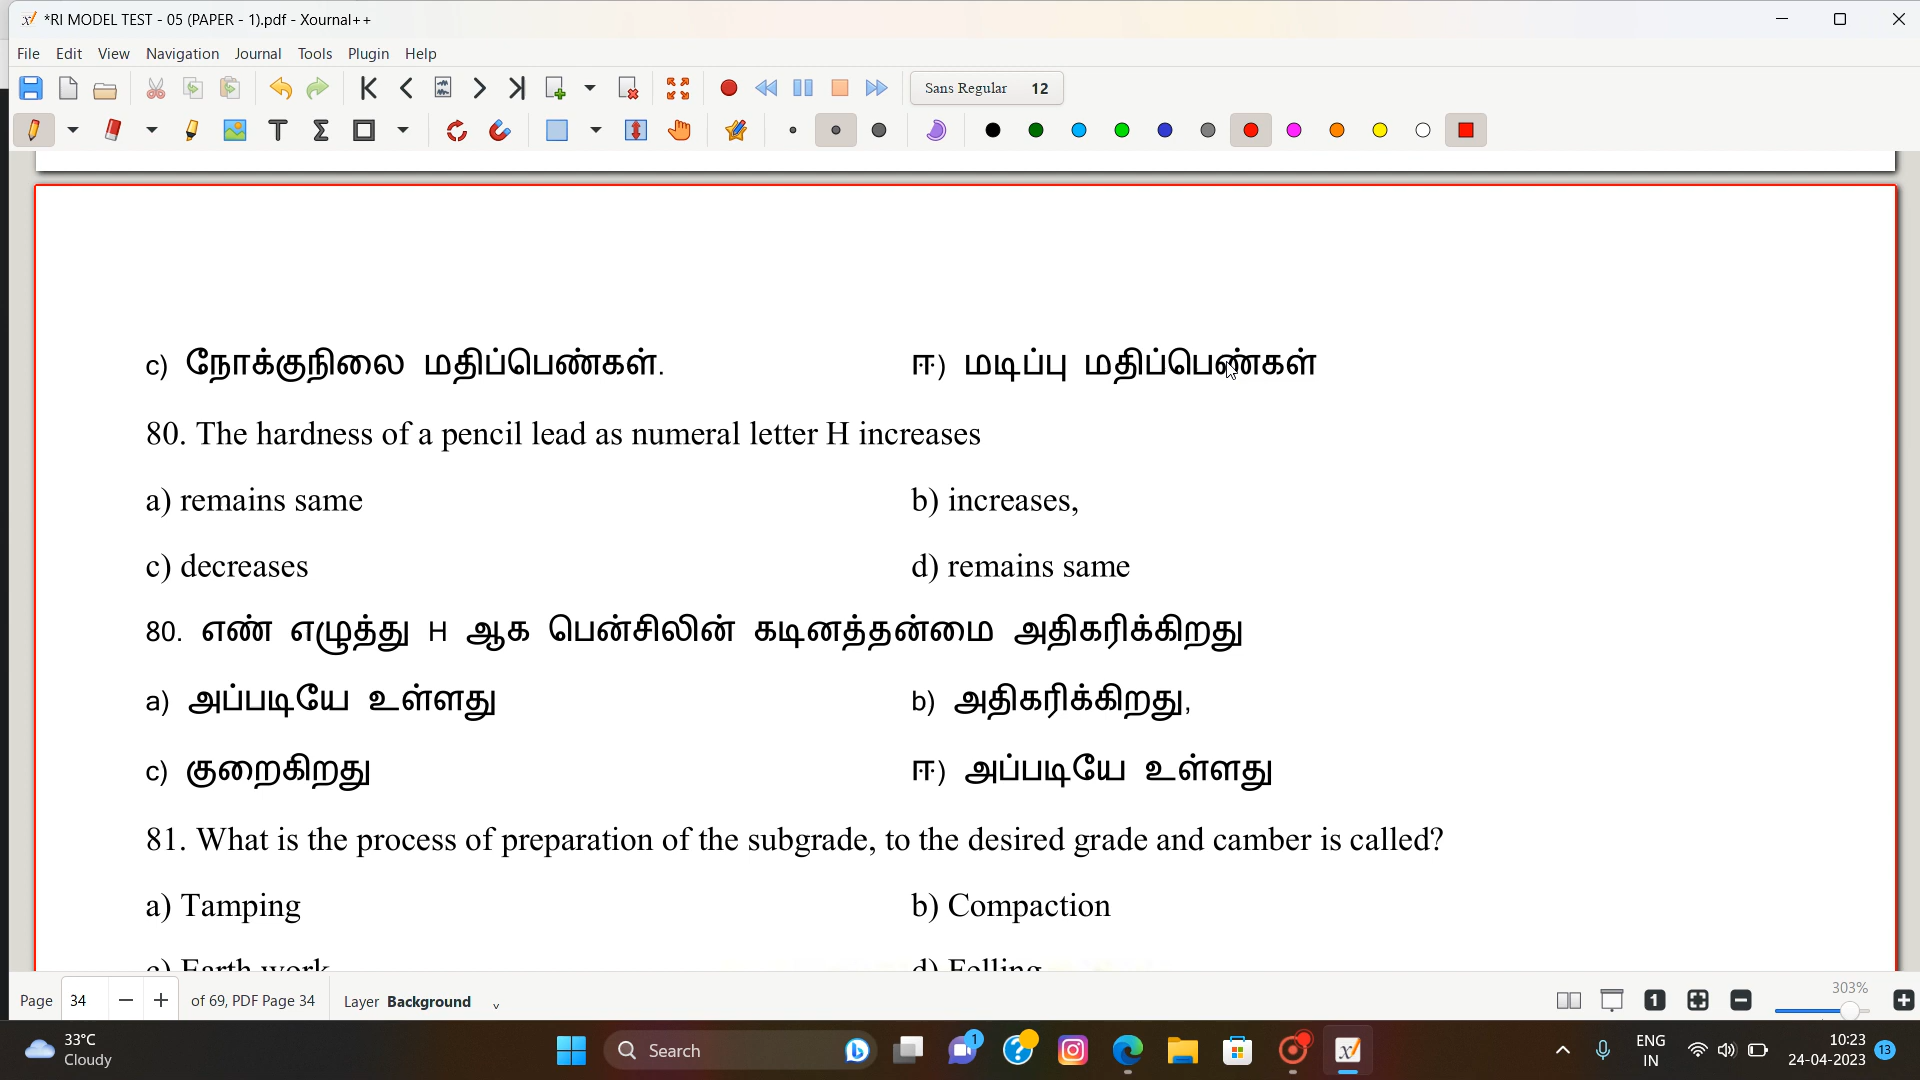 *RI MODEL TEST - 05 (PAPER - 1).pdf - Xournal++
File Edit View Navigation Journal Tools Plugin Help
Sans Regular 12
c) நோக்குநிலை மதிப்பெண்கள். ஈ) மடிப்பு மதிப்பெண்கள்
80. The hardness of a pencil lead as numeral letter H increases
a) remains same b) increases,
c) decreases d) remains same
80. எண் எழுத்து H ஆக பென்சிலின் கடினத்தன்மை அதிகரிக்கிறது
a) அப்படியே உள்ளது b) அதிகரிக்கிறது,
c) குறைகிறது ஈ) அப்படியே உள்ளது
81. What is the process of preparation of the subgrade, to the desired grade and camber is called?
a) Tamping b) Compaction
c) Earth work d) Felling
Page 34 of 69, PDF Page 34 Layer Background 303%
33°C
Cloudy
Search
1
ENG
IN
10:23
24-04-2023
13